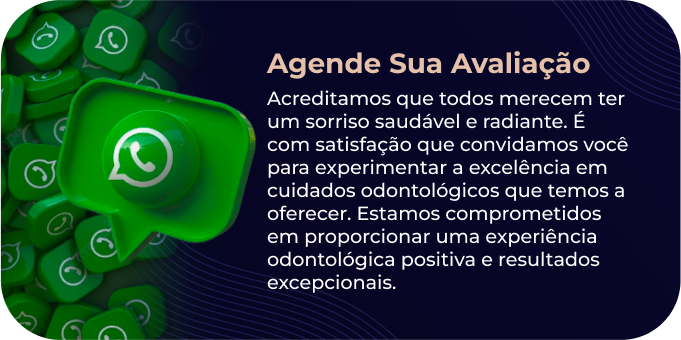 Agende Sua Avaliação
Acreditamos que todos merecem ter
um sorriso saudável e radiante. É
com satisfação que convidamos você
para experimentar a excelência em
cuidados odontológicos que temos a
oferecer. Estamos comprometidos
em proporcionar uma experiência
odontológica positiva e resultados
excepcionais.